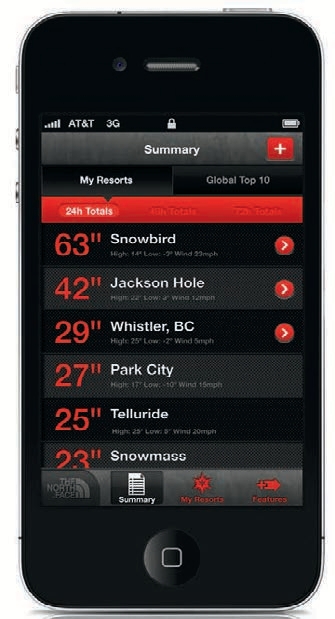 AT&T 3G
Summary +
My Resorts Global Top 10
24h Totals 48h Totals 72h Totals
63" Snowbird
High: 14° Low: -2° Wind 22mph
42" Jackson Hole
High: 22° Low: 3° Wind 12mph
29" Whistler, BC
High: 25° Low: -2° Wind 5mph
27" Park City
High: 17° Low: -10° Wind 15mph
25" Telluride
High: 25° Low: 5° Wind 20mph
23" Snowmass
THE NORTH FACE
Summary My Resorts Features